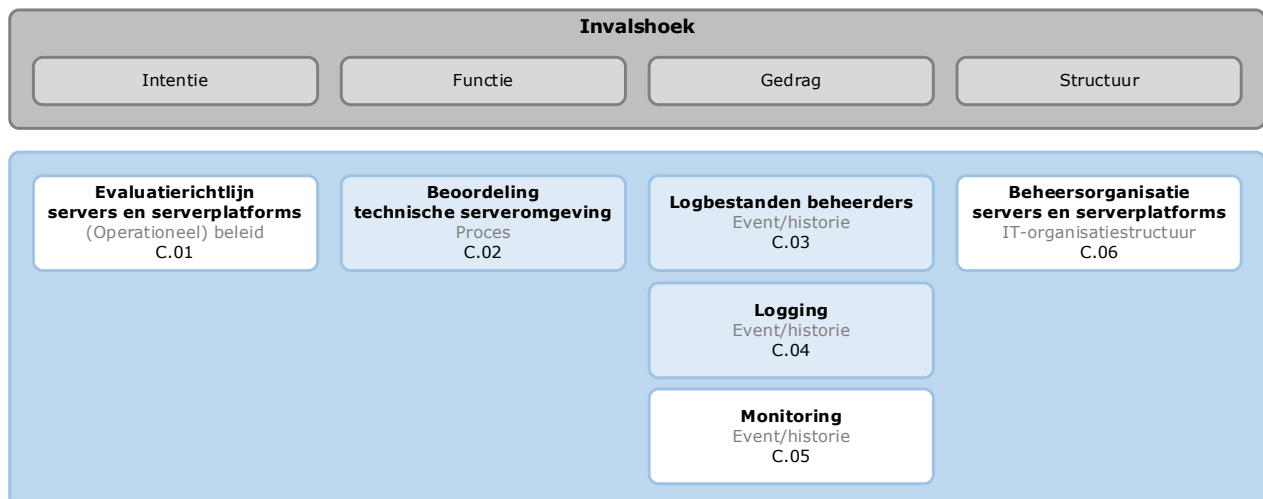 Invalshoek
Intentie
Functie
Gedrag
Structuur
Evaluatierichtlijn
servers en serverplatforms
(Operationeel) beleid
C.01
Beoordeling
technische serveromgeving
Proces
C.02
Logbestanden beheerders
Event/historie
C.03
Logging
Event/historie
C.04
Monitoring
Event/historie
C.05
Beheersorganisatie
servers en serverplatforms
IT-organisatiestructuur
C.06